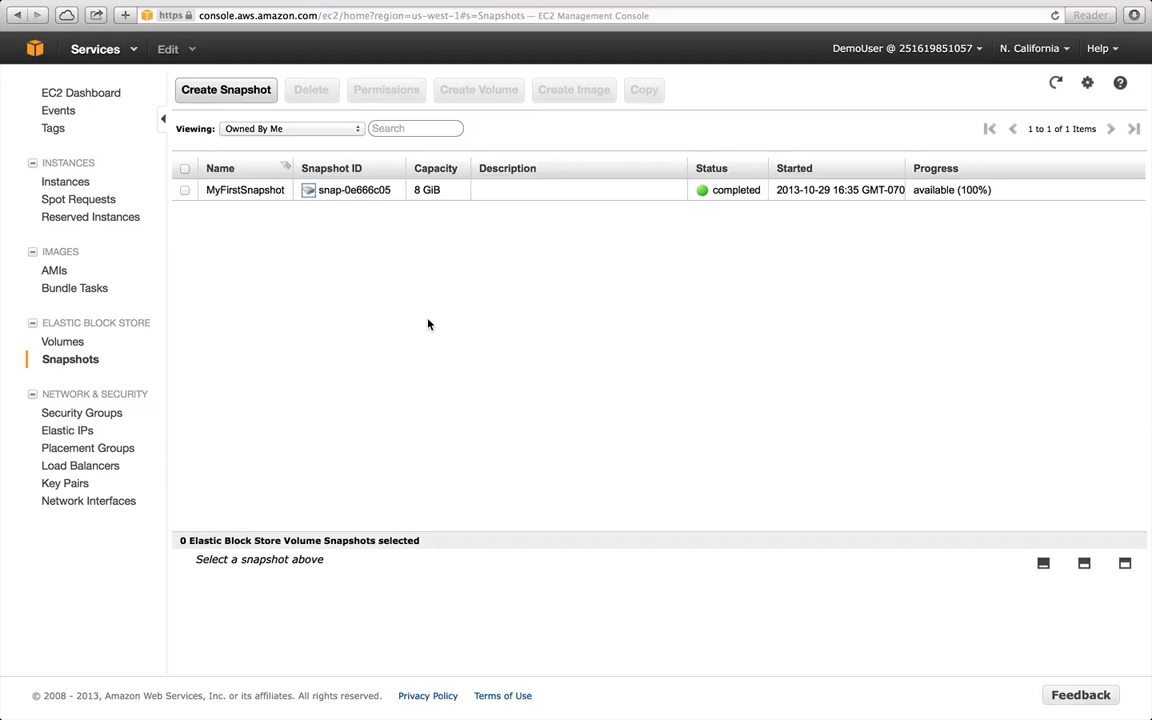 https console.aws.amazon.com/ec2/home?region=us-west-1#s=Snapshots — EC2 Management Console
Reader
Services Edit DemoUser @ 251619851057 N. California Help
EC2 Dashboard
Events
Tags
INSTANCES
Instances
Spot Requests
Reserved Instances
IMAGES
AMIs
Bundle Tasks
ELASTIC BLOCK STORE
Volumes
Snapshots
NETWORK & SECURITY
Security Groups
Elastic IPs
Placement Groups
Load Balancers
Key Pairs
Network Interfaces
Create Snapshot Delete Permissions Create Volume Create Image Copy
Viewing: Owned By Me Search 1 to 1 of 1 Items
Name Snapshot ID Capacity Description Status Started Progress
MyFirstSnapshot snap-0e666c05 8 GiB completed 2013-10-29 16:35 GMT-070 available (100%)
0 Elastic Block Store Volume Snapshots selected
Select a snapshot above
© 2008 - 2013, Amazon Web Services, Inc. or its affiliates. All rights reserved. Privacy Policy Terms of Use Feedback